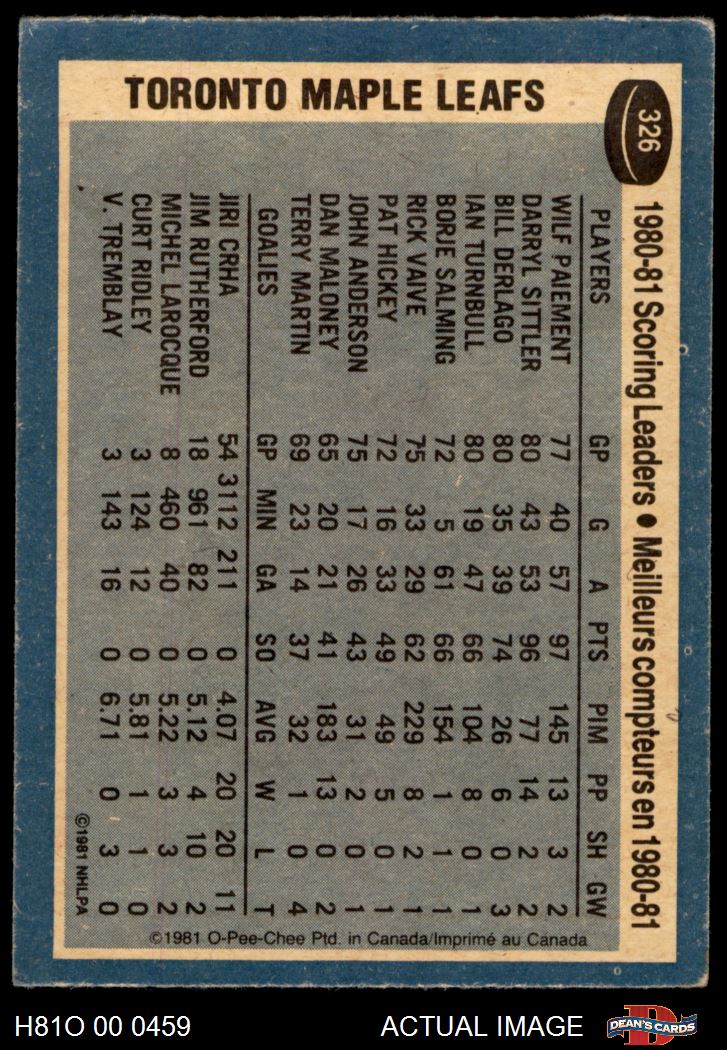 TORONTO MAPLE LEAFS
326
1980-81 Scoring Leaders • Meilleurs compteurs en 1980-81
PLAYERS GP G A PTS PIM PP SH GW
WILF PAIEMENT 77 40 57 97 145 13 3 2
DARRYL SITTLER 80 43 53 96 77 14 2 2
BILL DERLAGO 80 35 39 74 26 6 0 3
IAN TURNBULL 80 19 47 66 104 8 0 1
BORJE SALMING 72 5 61 66 154 1 1 1
RICK VAIVE 75 33 29 62 229 8 2 1
PAT HICKEY 72 16 33 49 49 5 0 1
JOHN ANDERSON 75 17 26 43 31 2 0 1
DAN MALONEY 65 20 21 41 183 13 0 2
TERRY MARTIN 69 23 14 37 32 1 0 4
GOALIES GP MIN GA SO AVG W L T
JIRI CRHA 54 3112 211 0 4.07 20 20 11
JIM RUTHERFORD 18 961 82 0 5.12 4 10 2
MICHEL LAROCQUE 8 460 40 0 5.22 3 3 2
CURT RIDLEY 3 124 12 0 5.81 1 1 0
V. TREMBLAY 3 143 16 0 6.71 0 3 0
©1981 NHLPA
©1981 O-Pee-Chee Ptd. in Canada/Imprimé au Canada
H81O 00 0459
ACTUAL IMAGE
DEAN'S CARDS